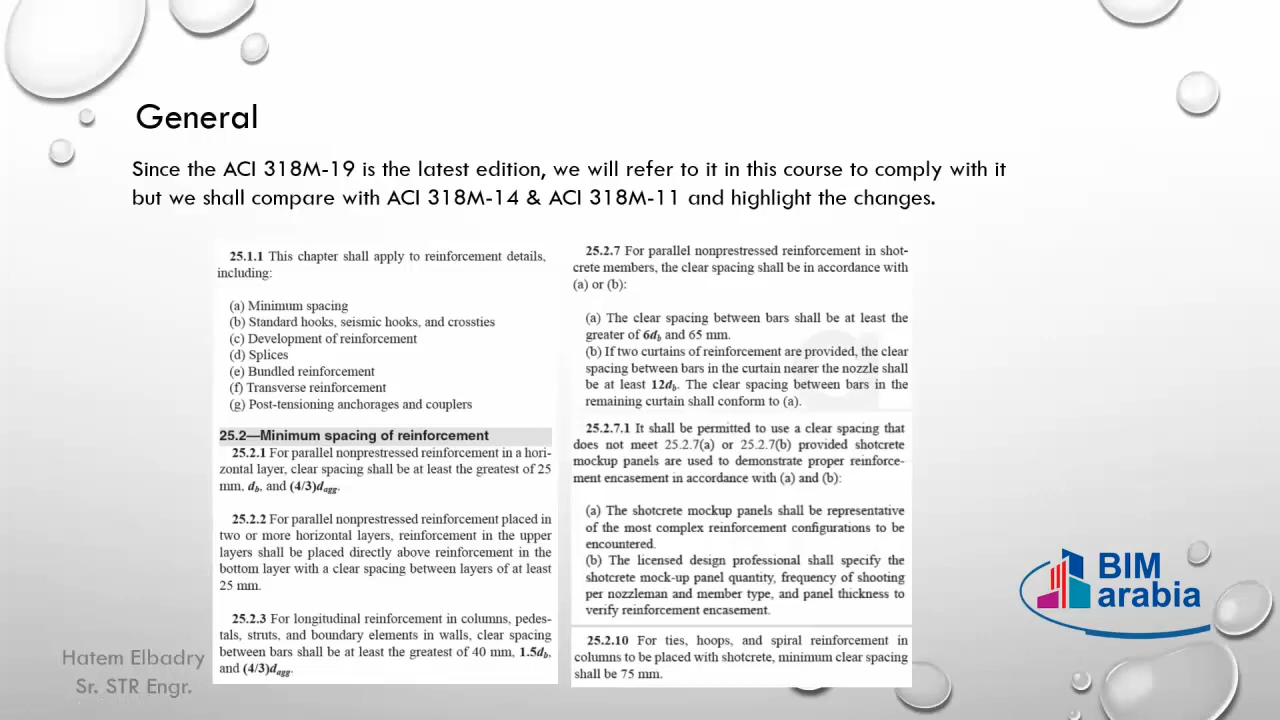 General
Since the ACI 318M-19 is the latest edition, we will refer to it in this course to comply with it
but we shall compare with ACI 318M-14 & ACI 318M-11 and highlight the changes.
25.1.1 This chapter shall apply to reinforcement details,
including:
(a) Minimum spacing
(b) Standard hooks, seismic hooks, and crossties
(c) Development of reinforcement
(d) Splices
(e) Bundled reinforcement
(f) Transverse reinforcement
(g) Post-tensioning anchorages and couplers
25.2—Minimum spacing of reinforcement
25.2.1 For parallel nonprestressed reinforcement in a hori-
zontal layer, clear spacing shall be at least the greatest of 25
mm, db, and (4/3)dagg.
25.2.2 For parallel nonprestressed reinforcement placed in
two or more horizontal layers, reinforcement in the upper
layers shall be placed directly above reinforcement in the
bottom layer with a clear spacing between layers of at least
25 mm.
25.2.3 For longitudinal reinforcement in columns, pedes-
tals, struts, and boundary elements in walls, clear spacing
between bars shall be at least the greatest of 40 mm, 1.5db,
and (4/3)dagg.
25.2.7 For parallel nonprestressed reinforcement in shot-
crete members, the clear spacing shall be in accordance with
(a) or (b):
(a) The clear spacing between bars shall be at least the
greater of 6db and 65 mm.
(b) If two curtains of reinforcement are provided, the clear
spacing between bars in the curtain nearer the nozzle shall
be at least 12db. The clear spacing between bars in the
remaining curtain shall conform to (a).
25.2.7.1 It shall be permitted to use a clear spacing that
does not meet 25.2.7(a) or 25.2.7(b) provided shotcrete
mockup panels are used to demonstrate proper reinforce-
ment encasement in accordance with (a) and (b):
(a) The shotcrete mockup panels shall be representative
of the most complex reinforcement configurations to be
encountered.
(b) The licensed design professional shall specify the
shotcrete mock-up panel quantity, frequency of shooting
per nozzleman and member type, and panel thickness to
verify reinforcement encasement.
25.2.10 For ties, hoops, and spiral reinforcement in
columns to be placed with shotcrete, minimum clear spacing
shall be 75 mm.
BIM
arabia
Hatem Elbadry
Sr. STR Engr.